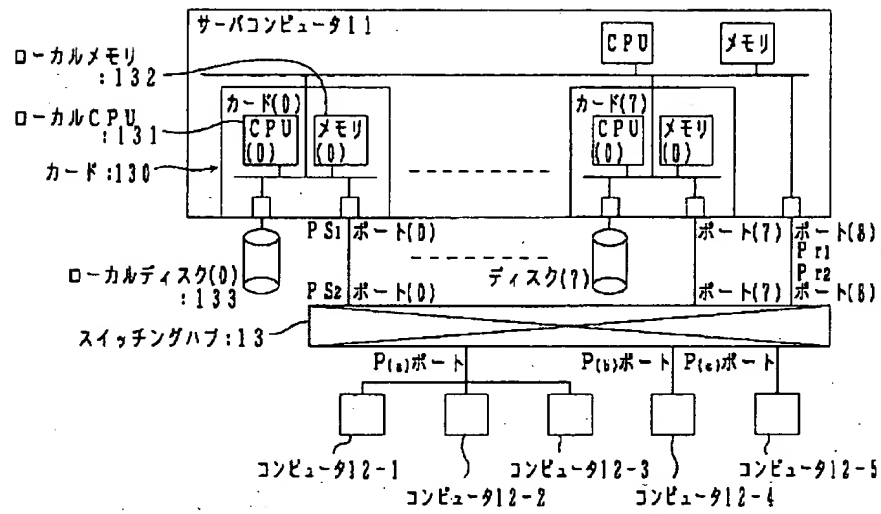 サーバコンピュータ11
CPU
メモリ
ローカルメモリ
:132
ローカルCPU
:131
カード:130
カード(0)
CPU
(0)
メモリ
(0)
カード(7)
CPU
(0)
メモリ
(0)
PS1 ポート(0)
ポート(7)
ポート(8)
Pr1
ローカルディスク(0)
:133
ディスク(7)
Pr2
PS2 ポート(0)
ポート(7)
ポート(8)
スイッチングハブ:13
P(a)ポート
P(b)ポート
P(c)ポート
コンピュータ12-1
コンピュータ12-2
コンピュータ12-3
コンピュータ12-4
コンピュータ12-5